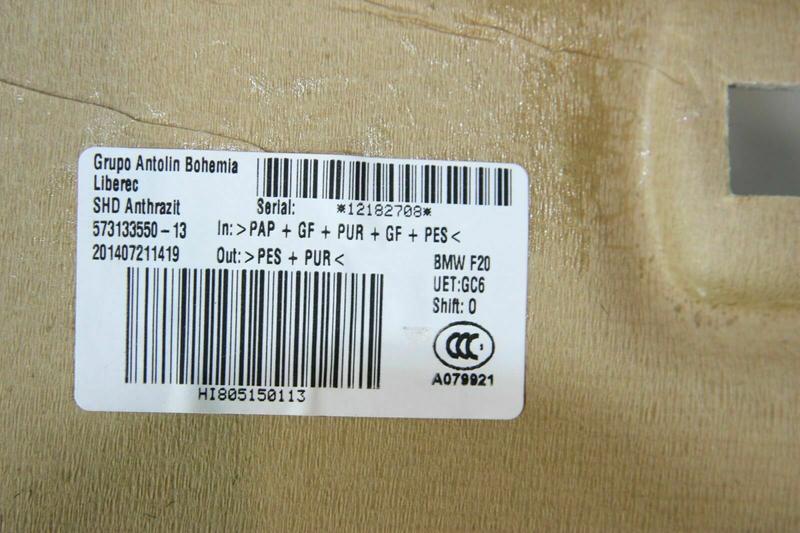 Grupo Antolin Bohemia
Liberec
SHD Anthrazit
Serial: *12182708*
573133550-13
In: >PAP + GF + PUR + GF + PES<
201407211419
Out: >PES + PUR<
BMW F20
UET:GC6
Shift: O
CCC S
A079921
HI805150113